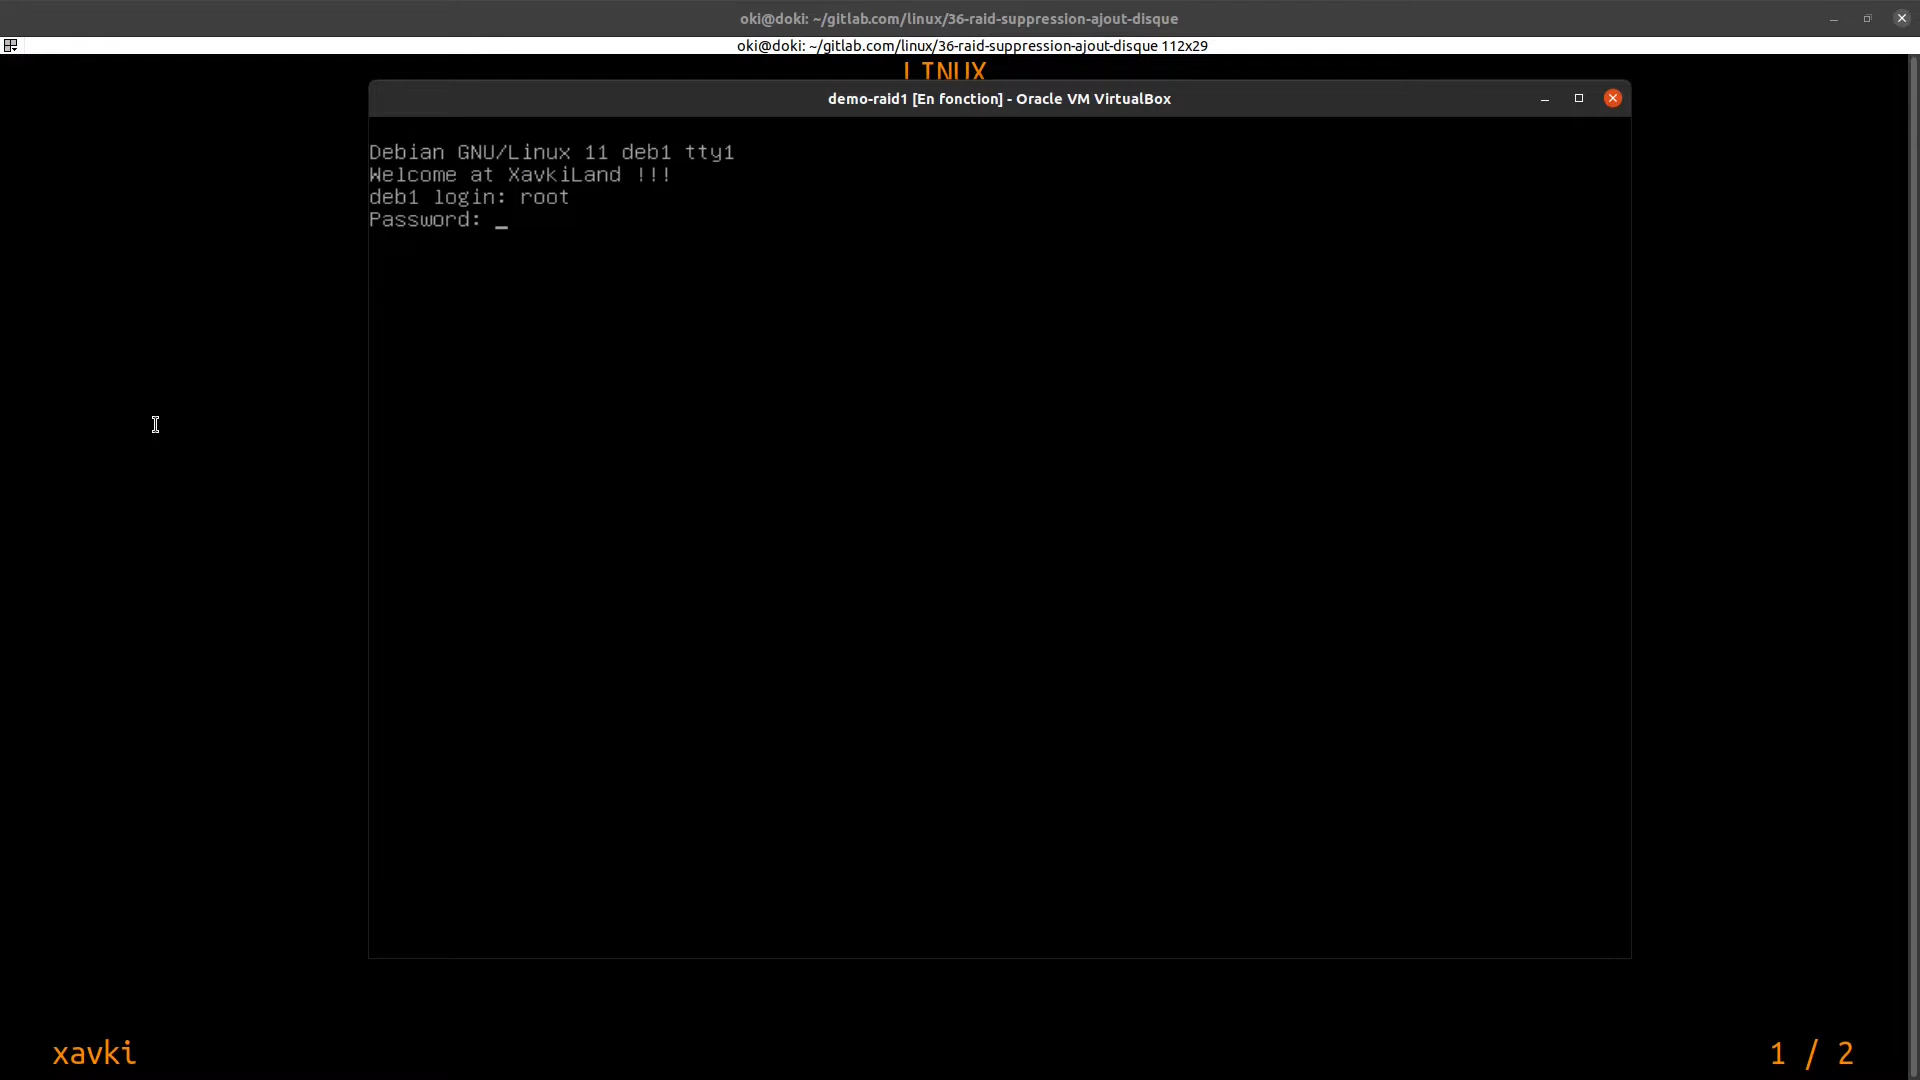 oki@doki: ~/gitlab.com/linux/36-raid-suppression-ajout-disque
oki@doki: ~/gitlab.com/linux/36-raid-suppression-ajout-disque 112x29
LINUX
demo-raid1 [En fonction] - Oracle VM VirtualBox
Debian GNU/Linux 11 deb1 tty1
Welcome at XavkiLand !!!
deb1 login: root
Password: _
xavki
1 / 2